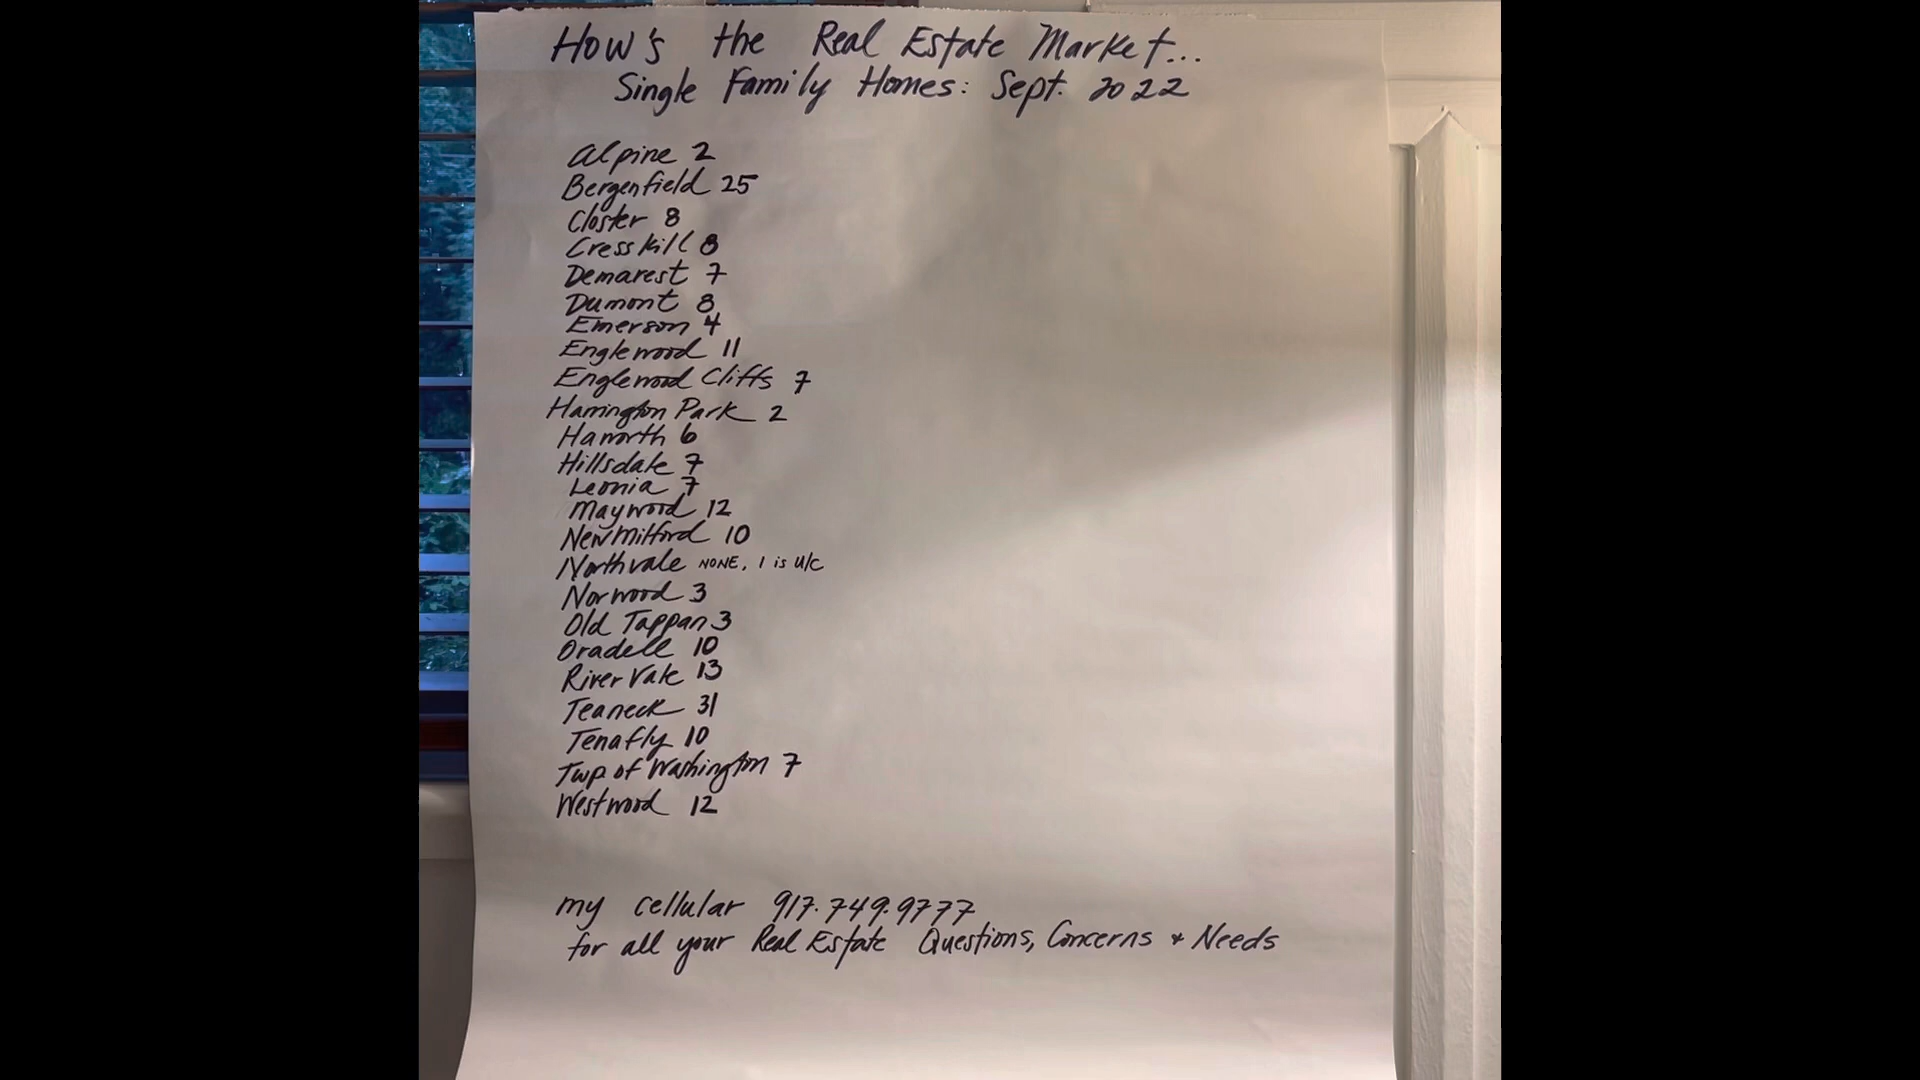 How's the Real Estate Market...
Single Family Homes: Sept. 2022
Alpine 2
Bergenfield 25
Closter 8
Cresskill 8
Demarest 7
Dumont 8
Emerson 4
Englewood 11
Englewood Cliffs 7
Harrington Park 2
Haworth 6
Hillsdale 7
Leonia 7
Maywood 12
New Milford 10
Northvale NONE, 1 is u/c
Norwood 3
Old Tappan 3
Oradell 10
River Vale 13
Teaneck 31
Tenafly 10
Twp of Washington 7
Westwood 12
my cellular 917.749.9777
for all your Real Estate Questions, Concerns + Needs